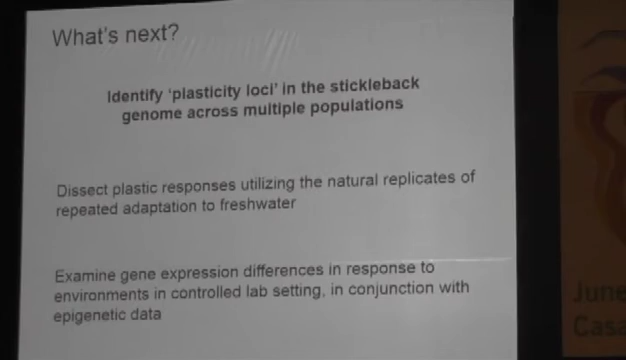 What's next?
Identify 'plasticity loci' in the stickleback
genome across multiple populations
Dissect plastic responses utilizing the natural replicates of
repeated adaptation to freshwater
Examine gene expression differences in response to
environments in controlled lab setting, in conjunction with
epigenetic data
June
Casa